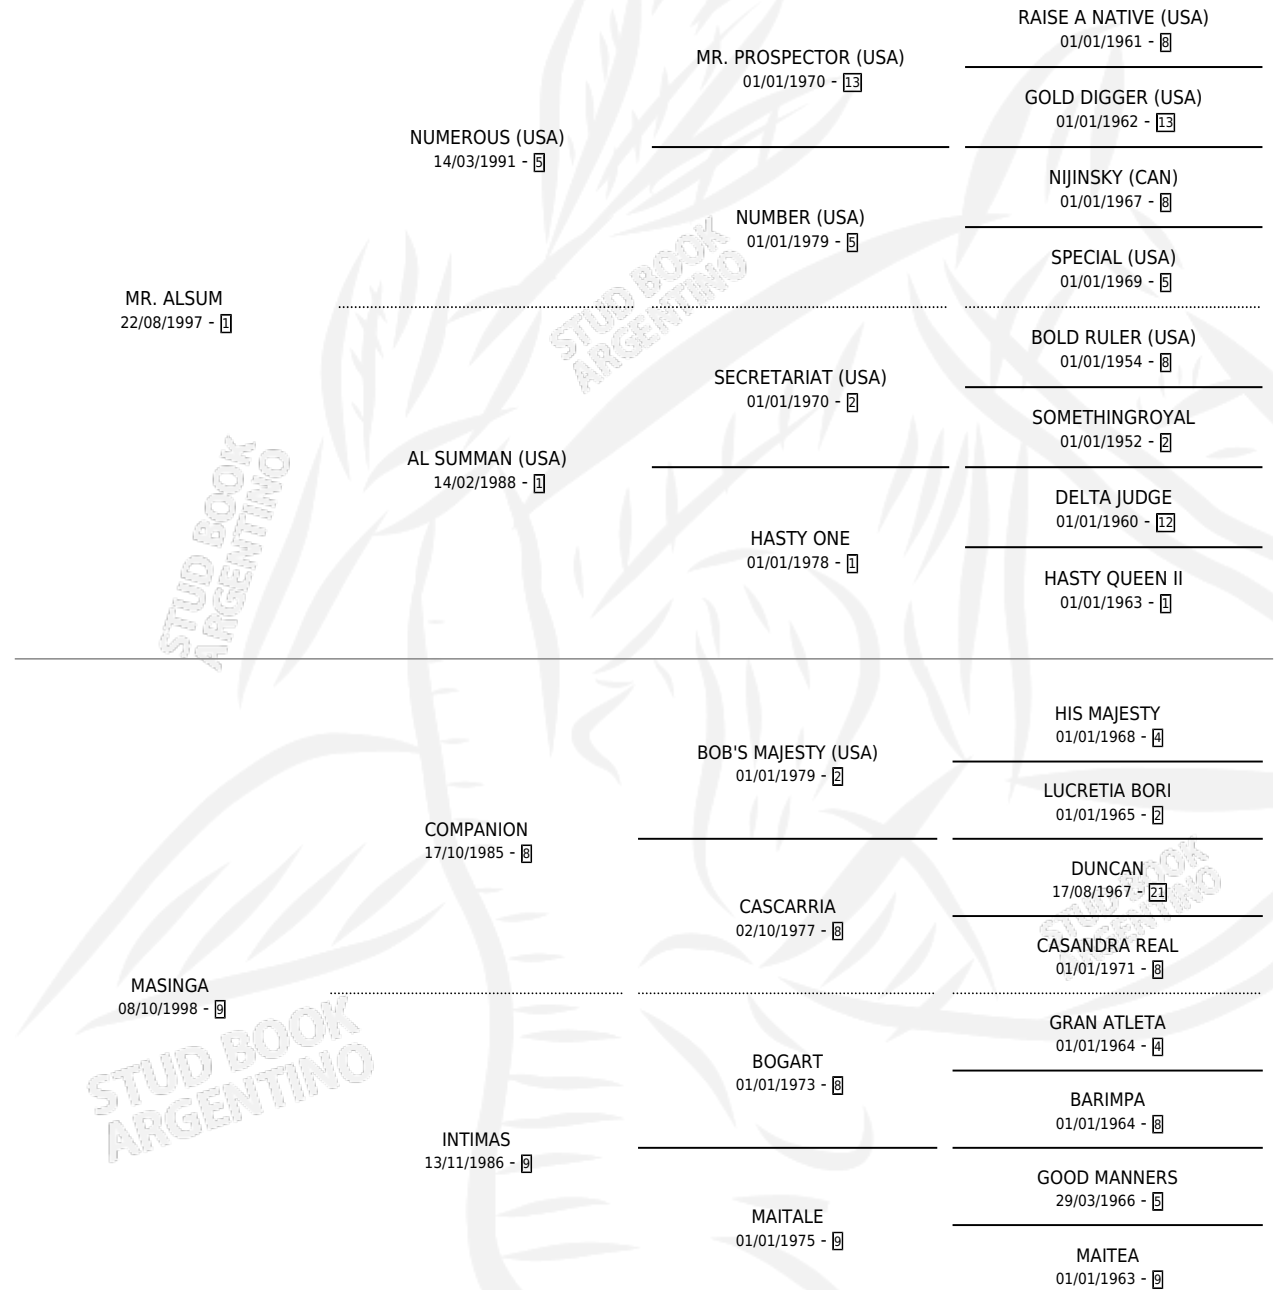 RAISE A NATIVE (USA)
01/01/1961 - 8
MR. PROSPECTOR (USA)
01/01/1970 - 13
GOLD DIGGER (USA)
01/01/1962 - 13
NUMEROUS (USA)
14/03/1991 - 5
NIJINSKY (CAN)
01/01/1967 - 8
NUMBER (USA)
01/01/1979 - 5
SPECIAL (USA)
01/01/1969 - 5
MR. ALSUM
22/08/1997 - 1
BOLD RULER (USA)
01/01/1954 - 8
SECRETARIAT (USA)
01/01/1970 - 2
SOMETHINGROYAL
01/01/1952 - 2
AL SUMMAN (USA)
14/02/1988 - 1
DELTA JUDGE
01/01/1960 - 12
HASTY ONE
01/01/1978 - 1
HASTY QUEEN II
01/01/1963 - 1
HIS MAJESTY
01/01/1968 - 4
BOB'S MAJESTY (USA)
01/01/1979 - 2
LUCRETIA BORI
01/01/1965 - 2
COMPANION
17/10/1985 - 8
DUNCAN
17/08/1967 - 21
CASCARRIA
02/10/1977 - 8
CASANDRA REAL
01/01/1971 - 8
MASINGA
08/10/1998 - 9
GRAN ATLETA
01/01/1964 - 4
BOGART
01/01/1973 - 8
BARIMPA
01/01/1964 - 8
INTIMAS
13/11/1986 - 9
GOOD MANNERS
29/03/1966 - 5
MAITALE
01/01/1975 - 9
MAITEA
01/01/1963 - 9
STUD BOOK
ARGENTINO
STUD BOOK
ARGENTINO
STUD BOOK
ARGENTINO
STUD BOOK
ARGENTINO